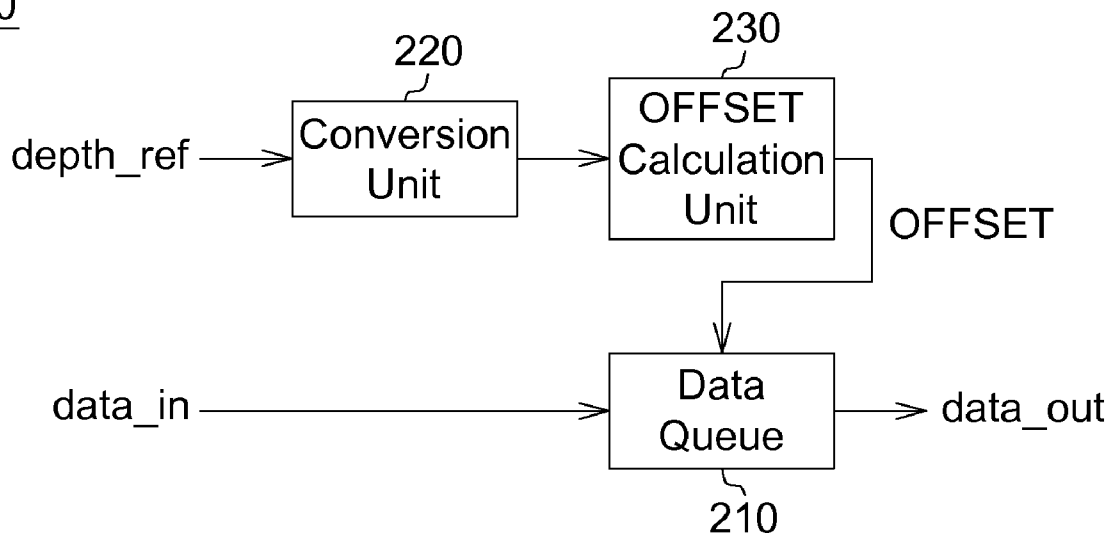 220
230
depth_ref
Conversion
Unit
OFFSET
Calculation
Unit
OFFSET
data_in
Data
Queue
data_out
210